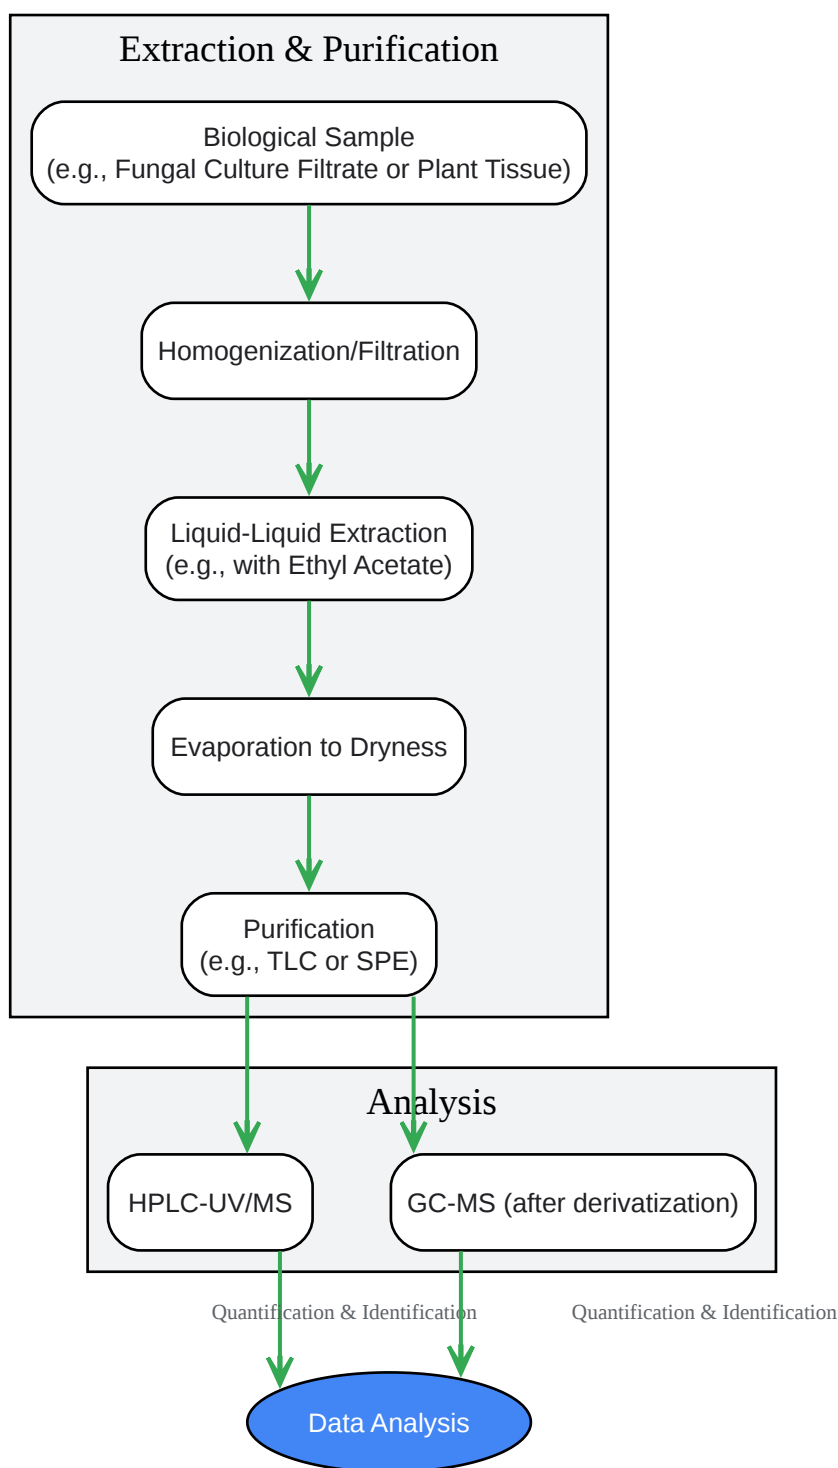 Extraction & Purification
Biological Sample
(e.g., Fungal Culture Filtrate or Plant Tissue)
Homogenization/Filtration
Liquid-Liquid Extraction
(e.g., with Ethyl Acetate)
Evaporation to Dryness
Purification
(e.g., TLC or SPE)
Analysis
HPLC-UV/MS
GC-MS (after derivatization)
Quantification & Identification
Quantification & Identification
Data Analysis